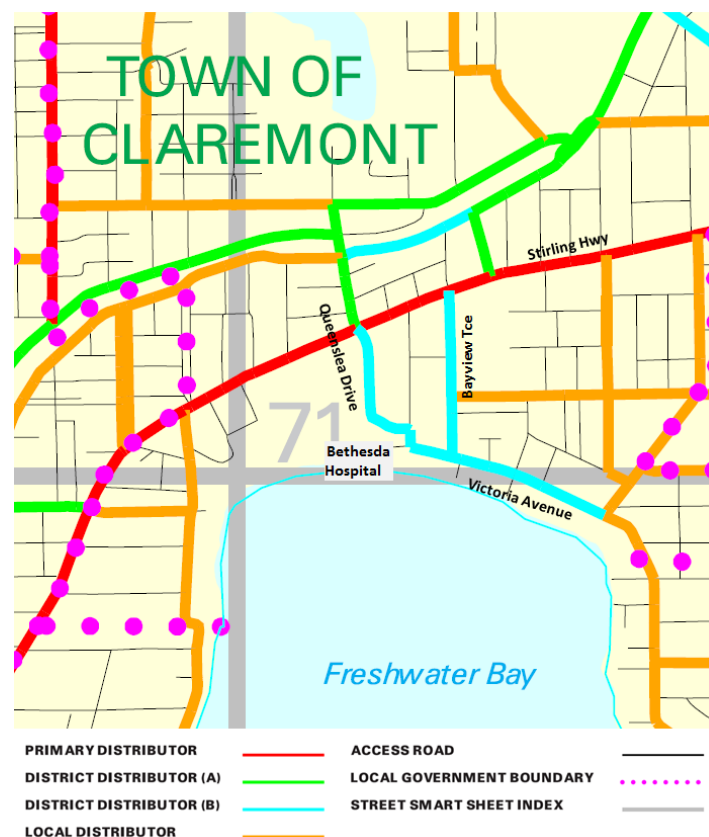 TOWN OF
CLAREMONT
Stirling Hwy
Queenslea Drive
Bayview Tce
71
Bethesda
Hospital
Victoria Avenue
Freshwater Bay
PRIMARY DISTRIBUTOR
ACCESS ROAD
DISTRICT DISTRIBUTOR (A)
LOCAL GOVERNMENT BOUNDARY
DISTRICT DISTRIBUTOR (B)
STREET SMART SHEET INDEX
LOCAL DISTRIBUTOR